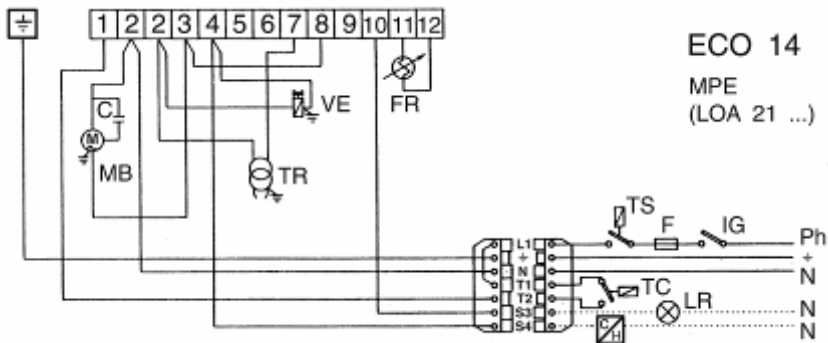 1 2 2 3 4 5 6 7 8 9 10 11 12
ECO 14
MPE
(LOA 21 ...)
C
VE
FR
M
MB
TR
TS
F
IG
L1
Ph
+
+
N
N
T1
TC
T2
LR
S3
N
S4
C/H
N